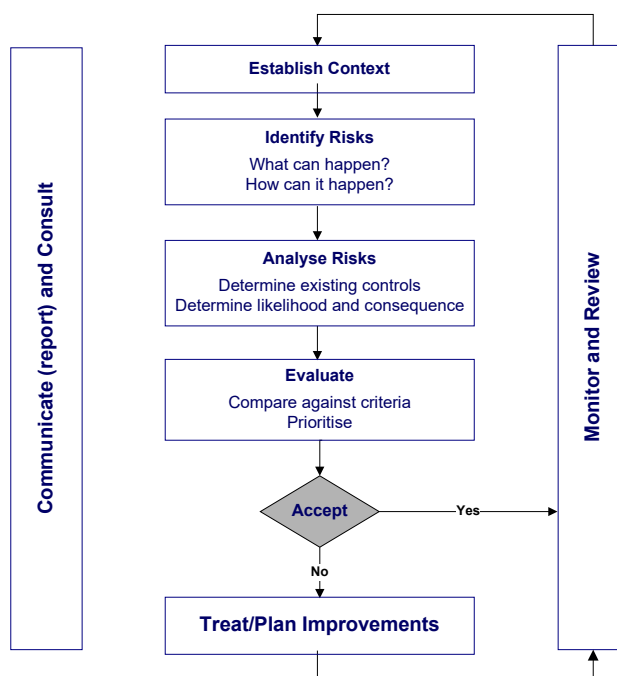 Establish Context
Identify Risks
What can happen?
How can it happen?
Analyse Risks
Determine existing controls
Determine likelihood and consequence
Evaluate
Compare against criteria
Prioritise
Accept
Yes
No
Treat/Plan Improvements
Communicate (report) and Consult
Monitor and Review